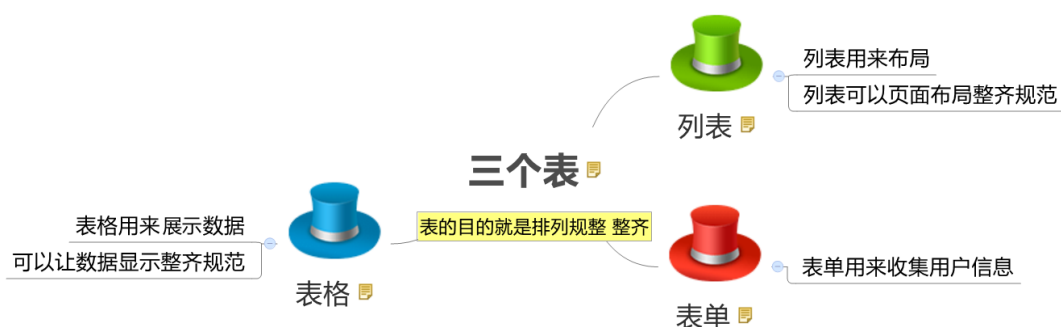 列表用来布局
列表可以页面布局整齐规范
列表
三个表
表的目的就是排列规整 整齐
表格用来展示数据
可以让数据显示整齐规范
表格
表单用来收集用户信息
表单